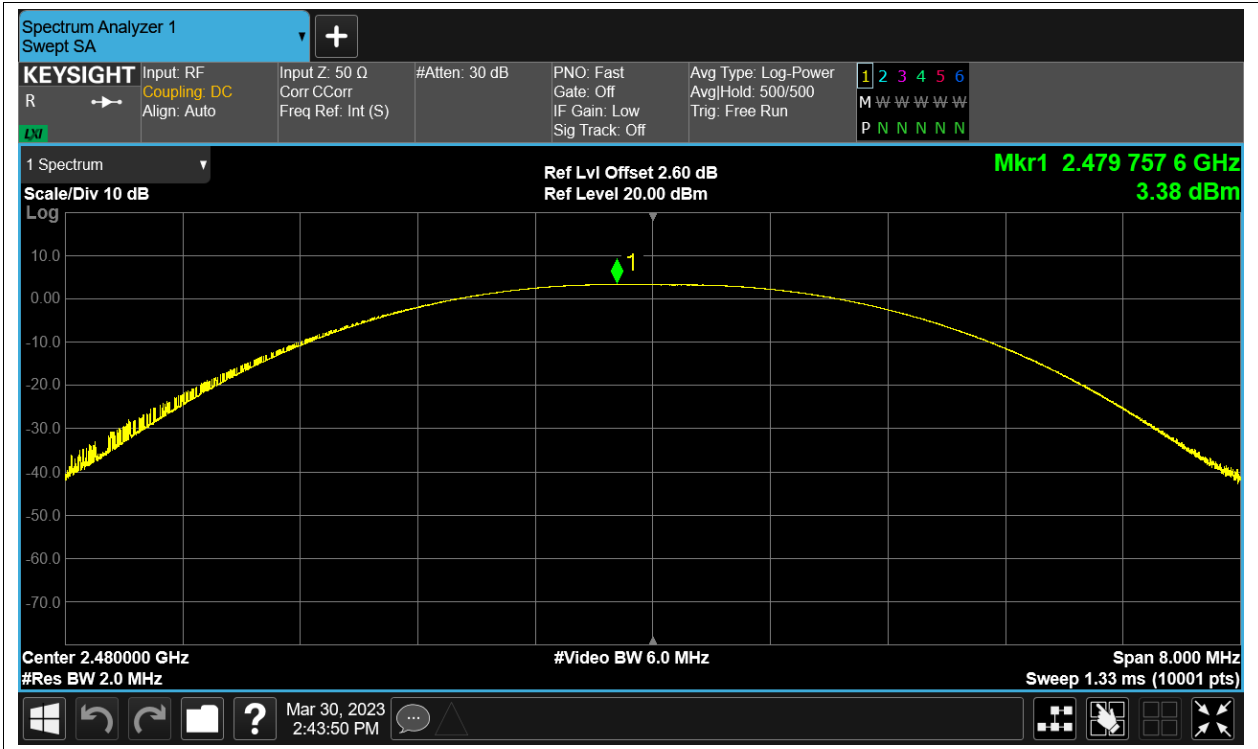 Spectrum Analyzer 1
Swept SA
+
KEYSIGHT
R
LXI
Input: RF
Coupling: DC
Align: Auto
Input Z: 50 Ω
Corr CCorr
Freq Ref: Int (S)
#Atten: 30 dB
PNO: Fast
Gate: Off
IF Gain: Low
Sig Track: Off
Avg Type: Log-Power
Avg|Hold: 500/500
Trig: Free Run
1 2 3 4 5 6
M W W W W W
P N N N N N
1 Spectrum
Scale/Div 10 dB
Log
Ref Lvl Offset 2.60 dB
Ref Level 20.00 dBm
Mkr1 2.479 757 6 GHz
3.38 dBm
1
10.0
0.00
-10.0
-20.0
-30.0
-40.0
-50.0
-60.0
-70.0
Center 2.480000 GHz
#Res BW 2.0 MHz
#Video BW 6.0 MHz
Span 8.000 MHz
Sweep 1.33 ms (10001 pts)
?
Mar 30, 2023
2:43:50 PM